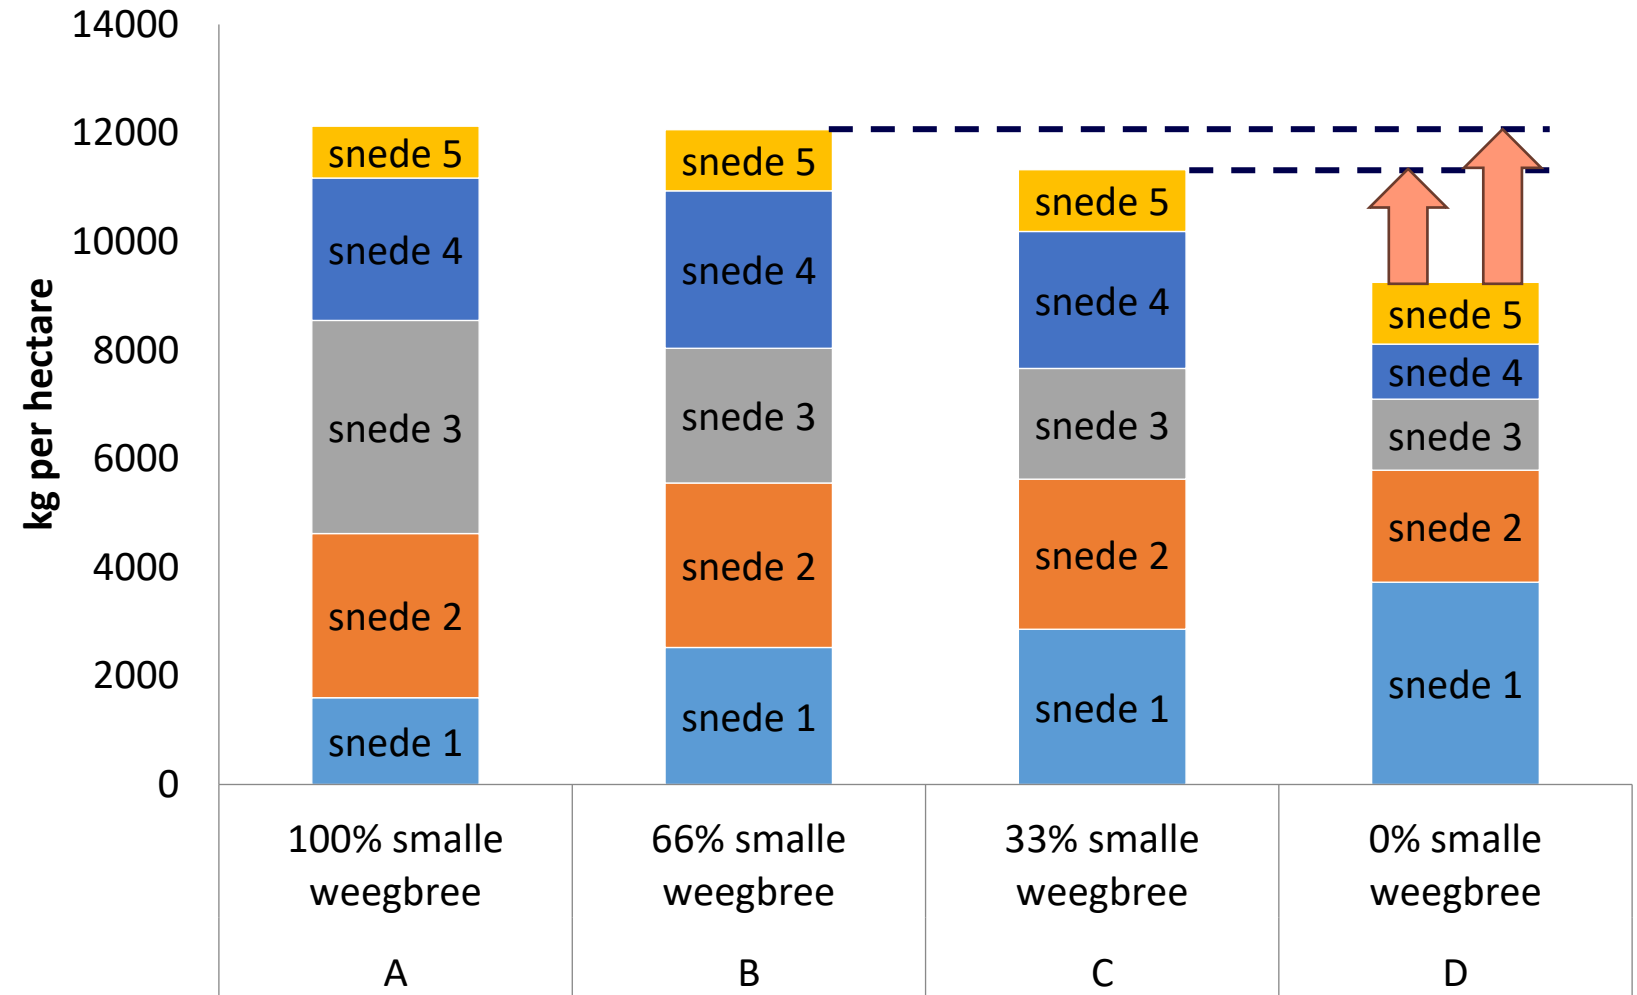 14000
12000
10000
8000
6000
4000
2000
0
kg per hectare
snede 5
snede 4
snede 3
snede 2
snede 1
snede 5
snede 4
snede 3
snede 2
snede 1
snede 5
snede 4
snede 3
snede 2
snede 1
snede 5
snede 4
snede 3
snede 2
snede 1
100% smalle
weegbree
66% smalle
weegbree
33% smalle
weegbree
0% smalle
weegbree
A
B
C
D